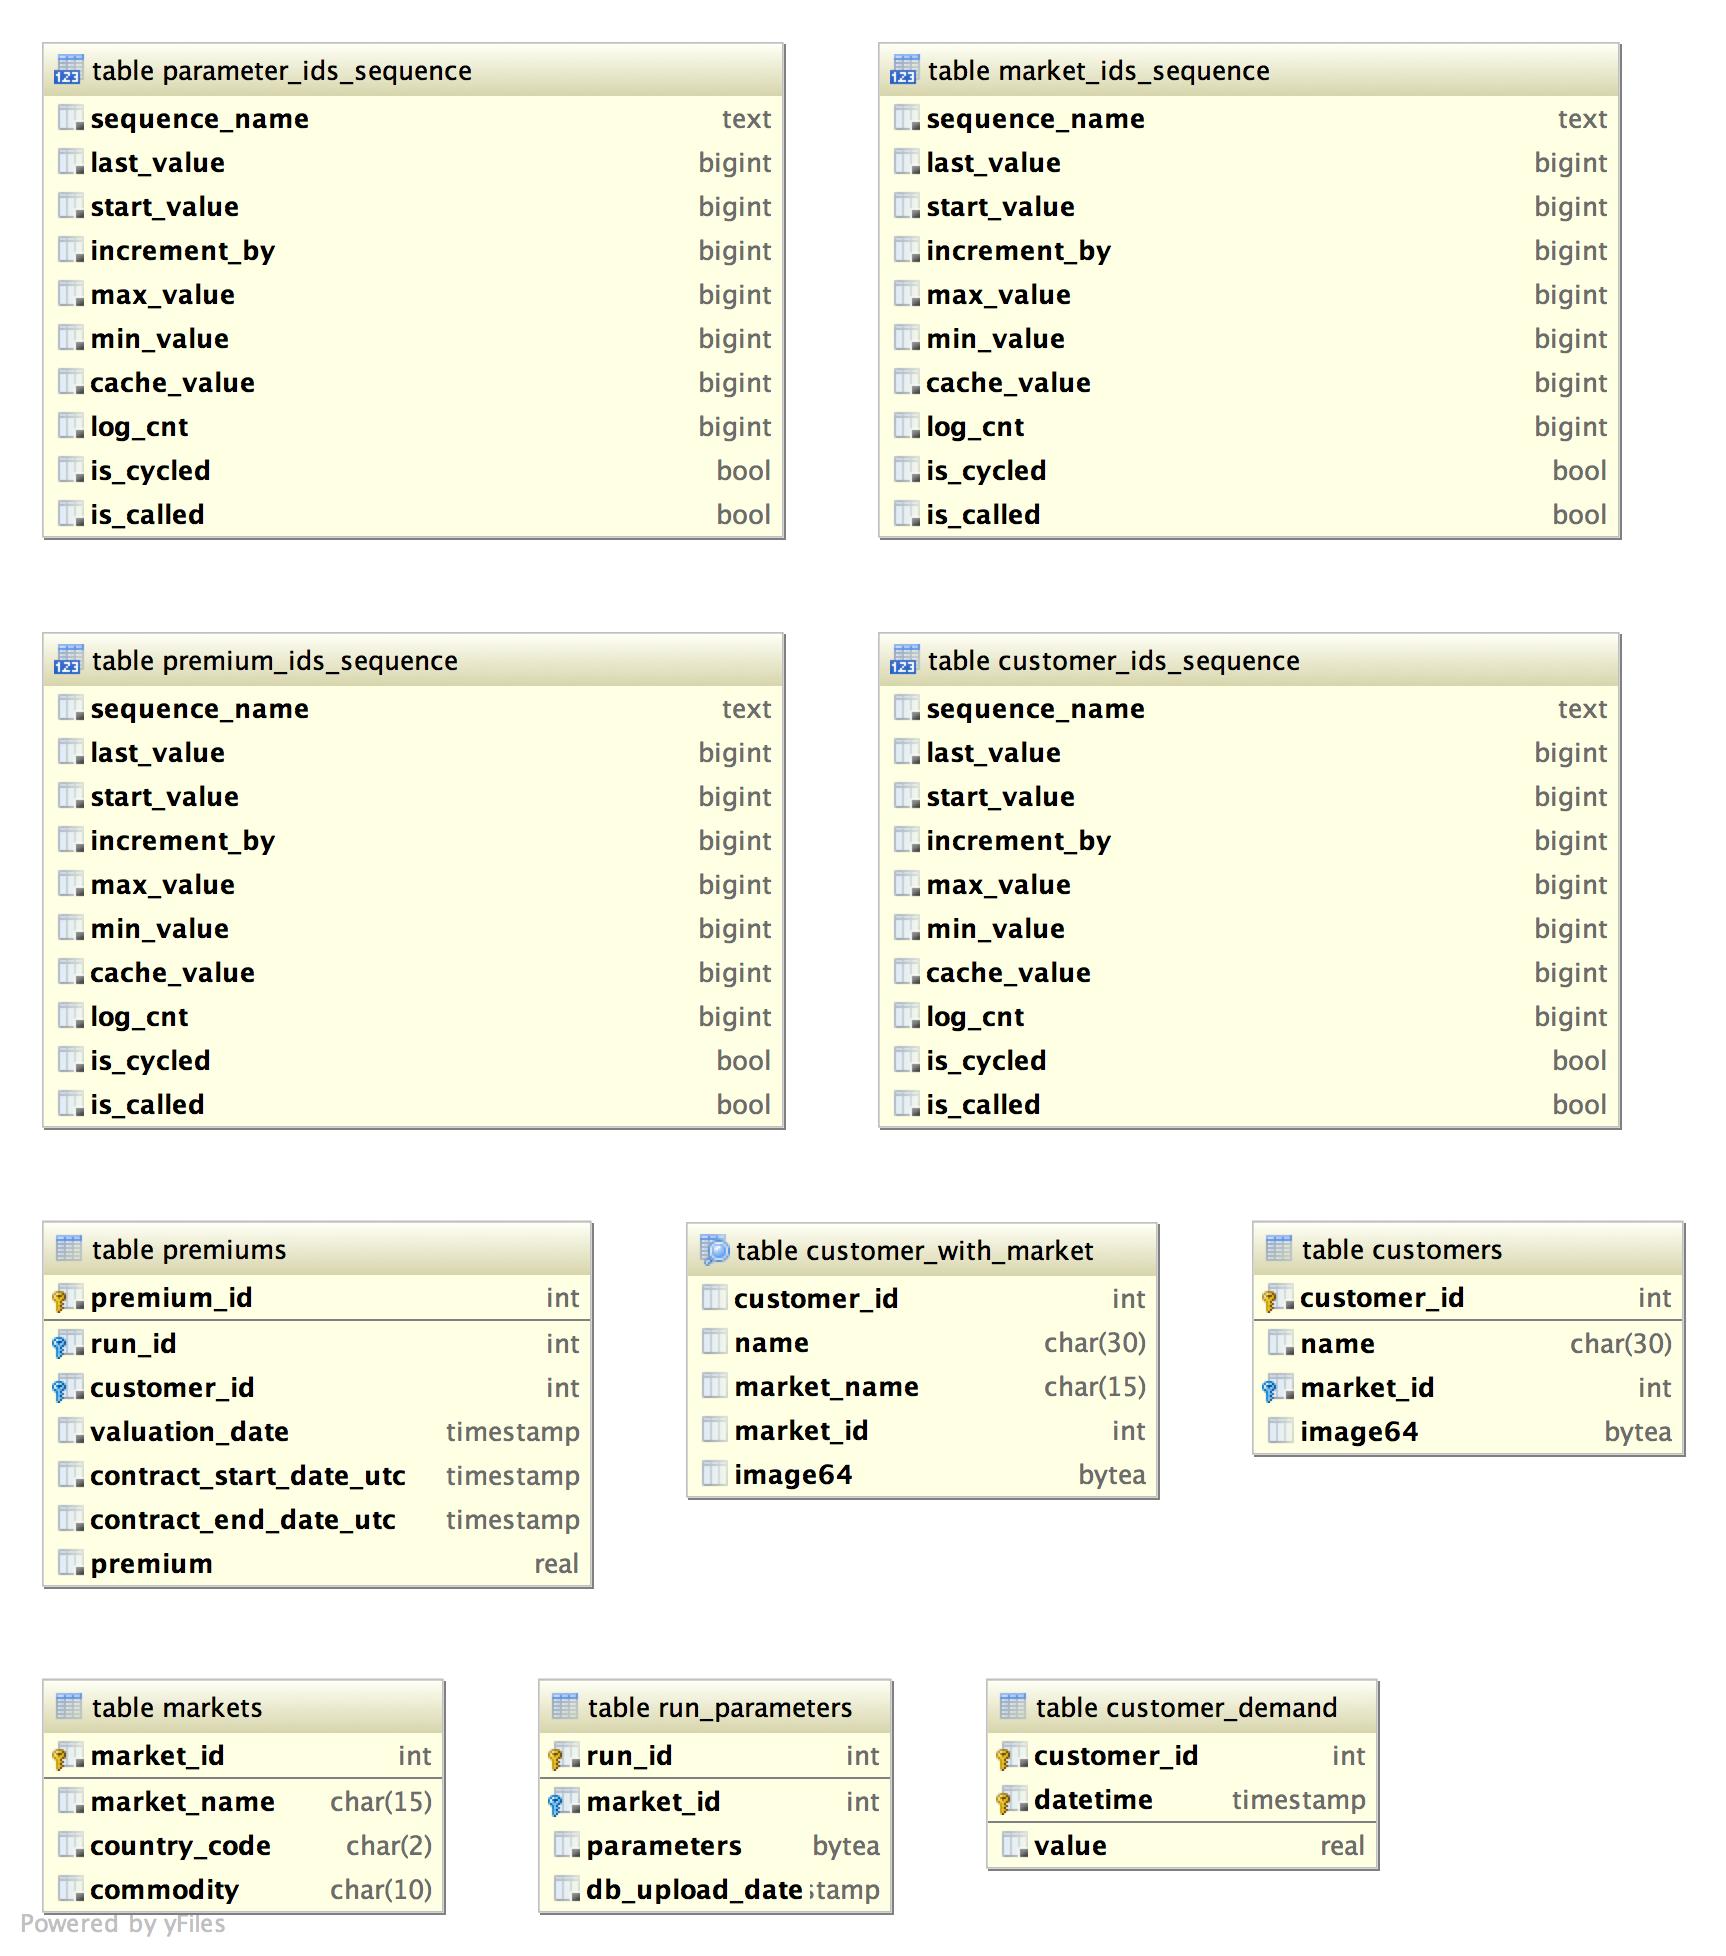 table parameter_ids_sequence
sequence_name text
last_value bigint
start_value bigint
increment_by bigint
max_value bigint
min_value bigint
cache_value bigint
log_cnt bigint
is_cycled bool
is_called bool
table market_ids_sequence
sequence_name text
last_value bigint
start_value bigint
increment_by bigint
max_value bigint
min_value bigint
cache_value bigint
log_cnt bigint
is_cycled bool
is_called bool
table premium_ids_sequence
sequence_name text
last_value bigint
start_value bigint
increment_by bigint
max_value bigint
min_value bigint
cache_value bigint
log_cnt bigint
is_cycled bool
is_called bool
table customer_ids_sequence
sequence_name text
last_value bigint
start_value bigint
increment_by bigint
max_value bigint
min_value bigint
cache_value bigint
log_cnt bigint
is_cycled bool
is_called bool
table premiums
premium_id int
run_id int
customer_id int
valuation_date timestamp
contract_start_date_utc timestamp
contract_end_date_utc timestamp
premium real
table customer_with_market
customer_id int
name char(30)
market_name char(15)
market_id int
image64 bytea
table customers
customer_id int
name char(30)
market_id int
image64 bytea
table markets
market_id int
market_name char(15)
country_code char(2)
commodity char(10)
table run_parameters
run_id int
market_id int
parameters bytea
db_upload_date stamp
table customer_demand
customer_id int
datetime timestamp
value real
Powered by yFiles